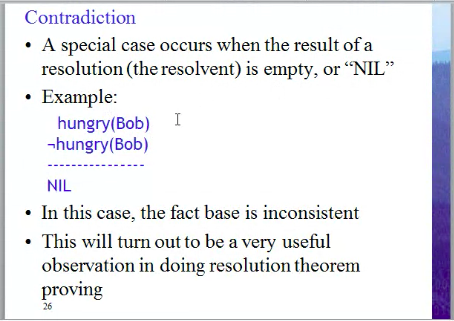 Contradiction
• A special case occurs when the result of a
resolution (the resolvent) is empty, or “NIL”
• Example:
hungry(Bob)
¬hungry(Bob)
----------------
NIL
• In this case, the fact base is inconsistent
• This will turn out to be a very useful
observation in doing resolution theorem
proving
26